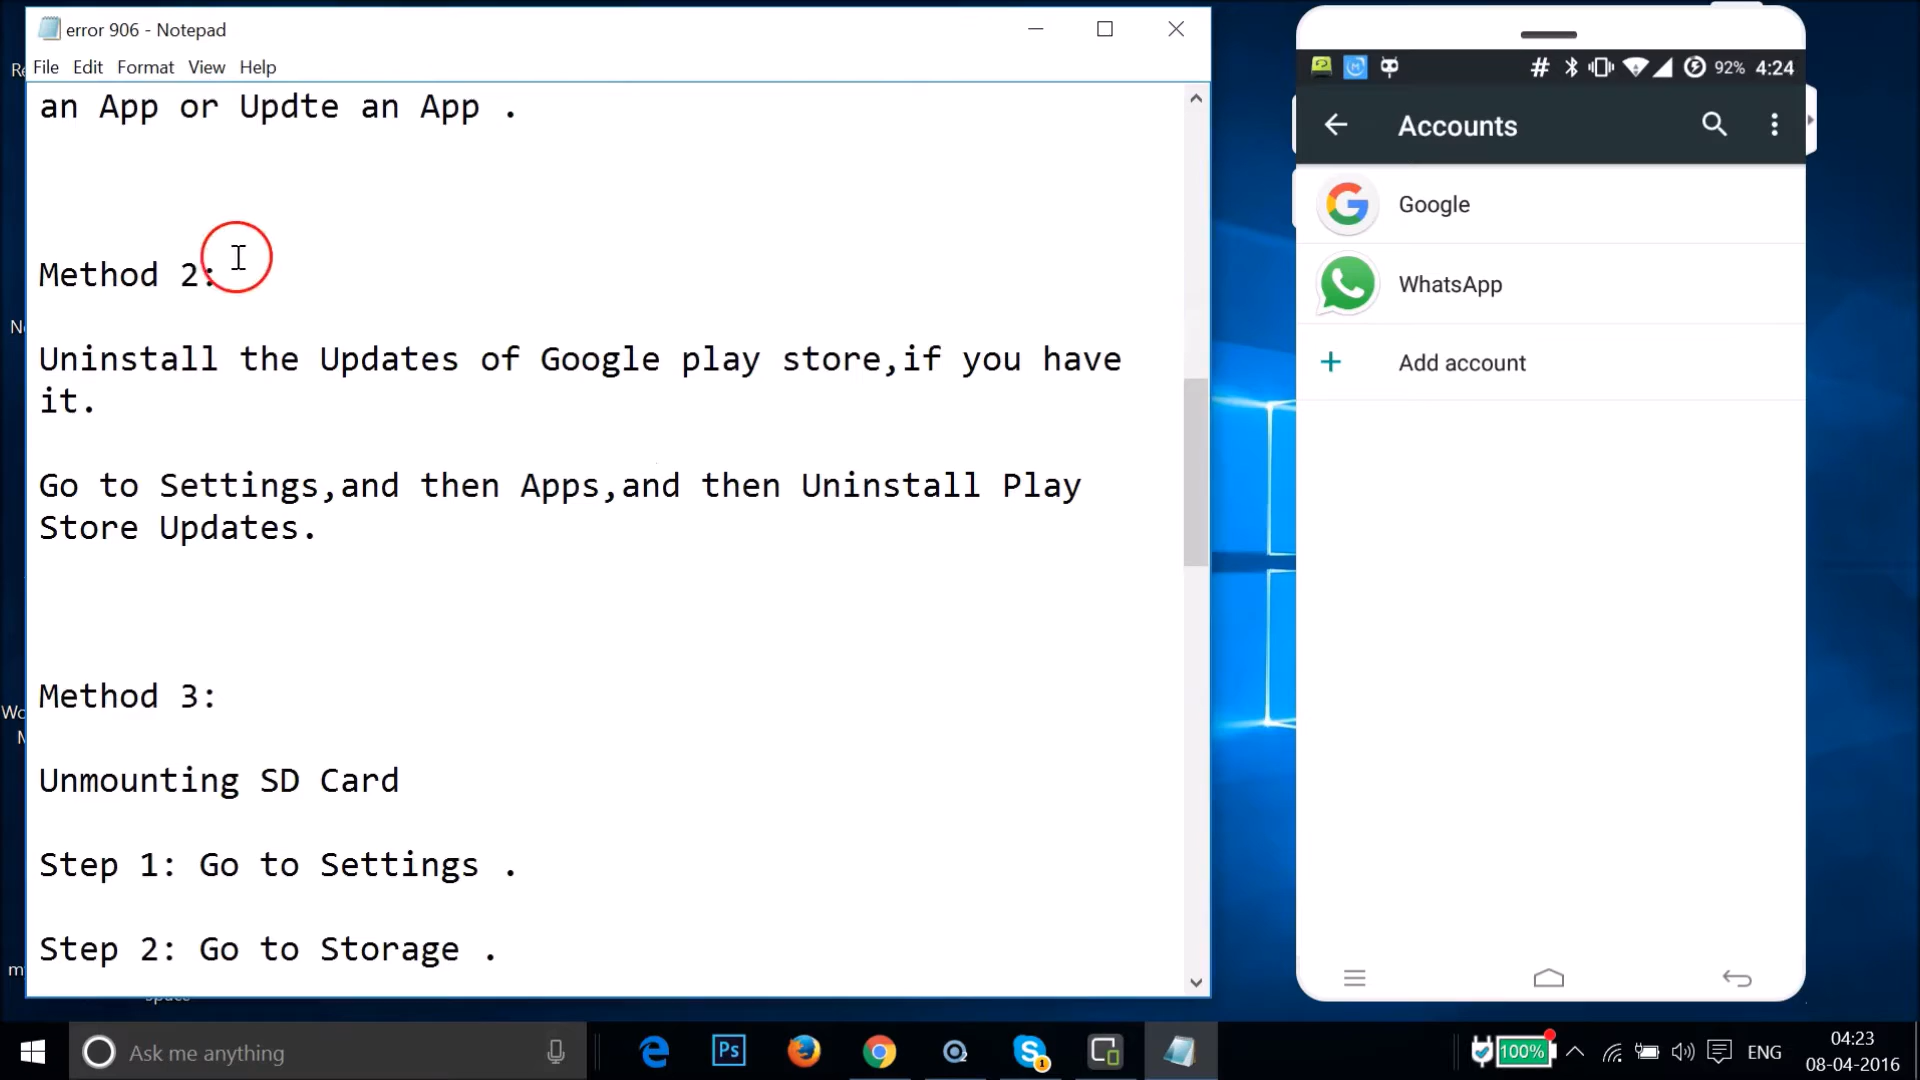 error 906 - Notepad
File Edit Format View Help
an App or Updte an App .
Method 2:
Uninstall the Updates of Google play store,if you have
it.
Go to Settings,and then Apps,and then Uninstall Play
Store Updates.
Method 3:
Unmounting SD Card
Step 1: Go to Settings .
Step 2: Go to Storage .
92% 4:24
Accounts
Google
WhatsApp
Add account
Ask me anything
Ps
1
100%
ENG
04:23
08-04-2016